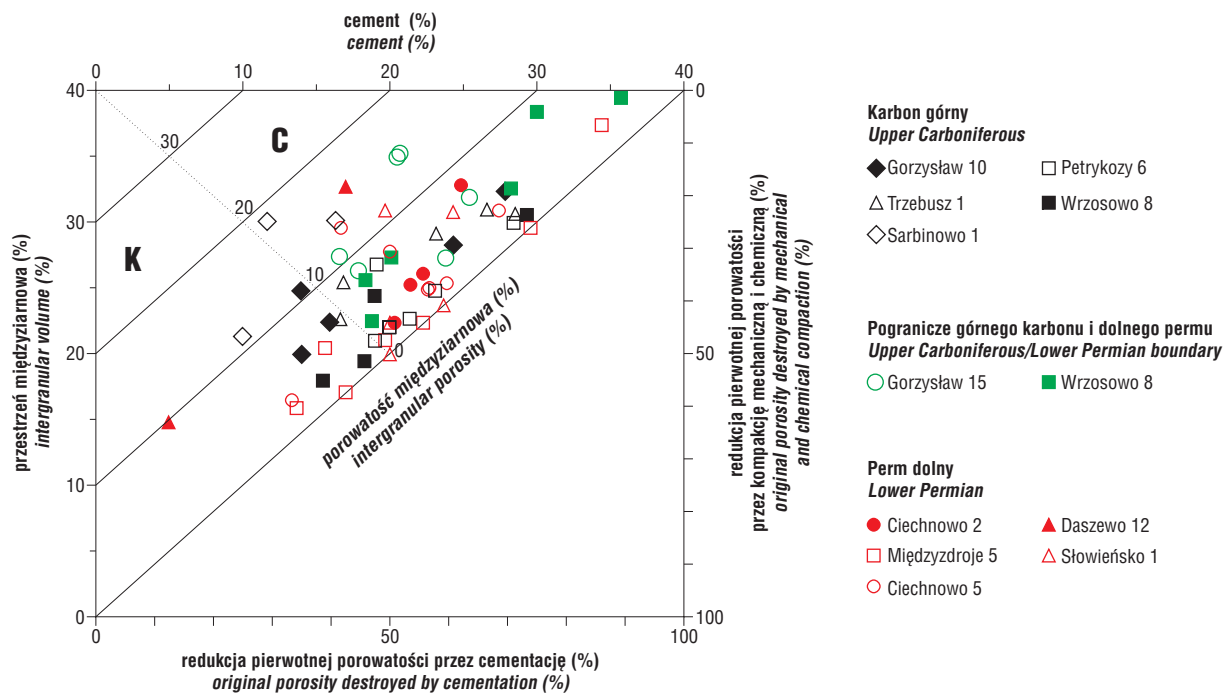 cement (%)
cement (%)
0 10 20 30 40
40 0
30
C
20
30
K
10
20 0 50
10
0 100
0 50 100
przestrzeń międzyziarnowa (%)
intergranular volume (%)
porowatość międzyziarnowa (%)
intergranular porosity (%)
redukcja pierwotnej porowatości
przez kompakcję mechaniczną i chemiczną (%)
original porosity destroyed by mechanical
and chemical compaction (%)
redukcja pierwotnej porowatości przez cementację (%)
original porosity destroyed by cementation (%)
Karbon górny
Upper Carboniferous
Gorzysław 10 Petrykozy 6
Trzebusz 1 Wrzosowo 8
Sarbinowo 1
Pogranicze górnego karbonu i dolnego permu
Upper Carboniferous/Lower Permian boundary
Gorzysław 15 Wrzosowo 8
Perm dolny
Lower Permian
Ciechnowo 2 Daszewo 12
Międzyzdroje 5 Słowieńsko 1
Ciechnowo 5